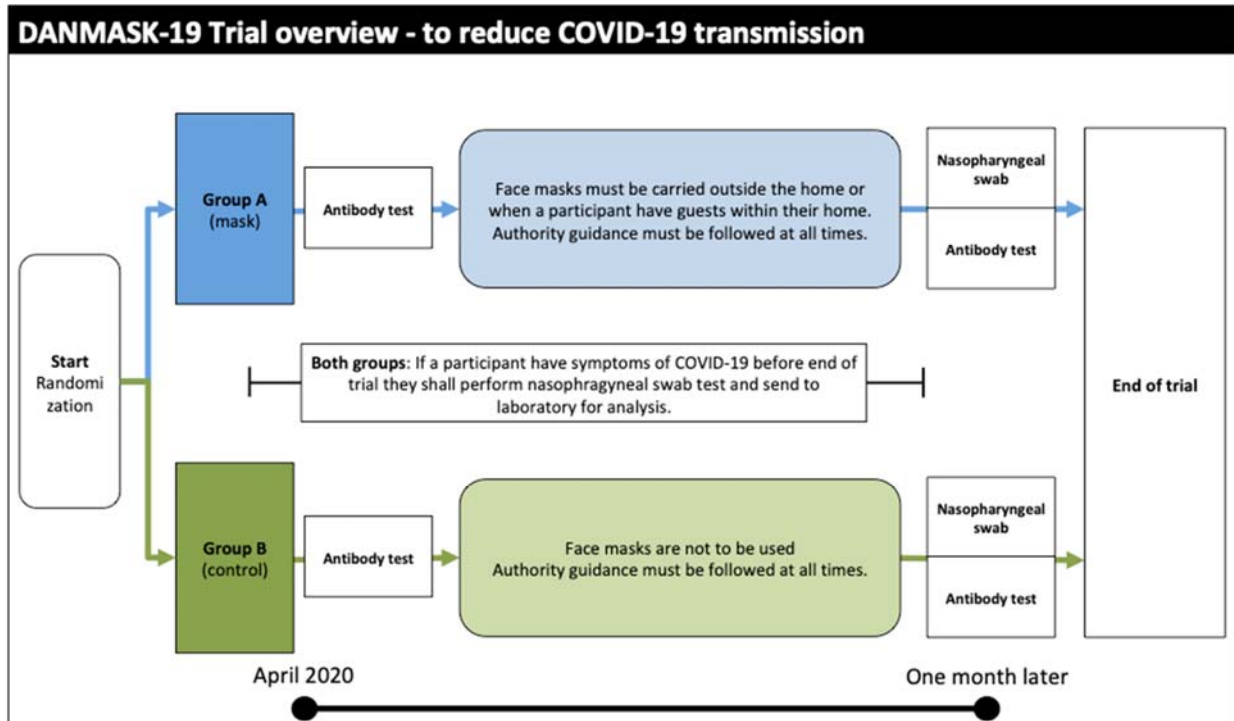 DANMASK-19 Trial overview - to reduce COVID-19 transmission
Group A
(mask)
Antibody test
Face masks must be carried outside the home or
when a participant have guests within their home.
Authority guidance must be followed at all times.
Nasopharyngeal
swab
Antibody test
Start
Randomi
zation
Both groups: If a participant have symptoms of COVID-19 before end of
trial they shall perform nasophragyneal swab test and send to
laboratory for analysis.
End of trial
Group B
(control)
Antibody test
Face masks are not to be used
Authority guidance must be followed at all times.
Nasopharyngeal
swab
Antibody test
April 2020
One month later